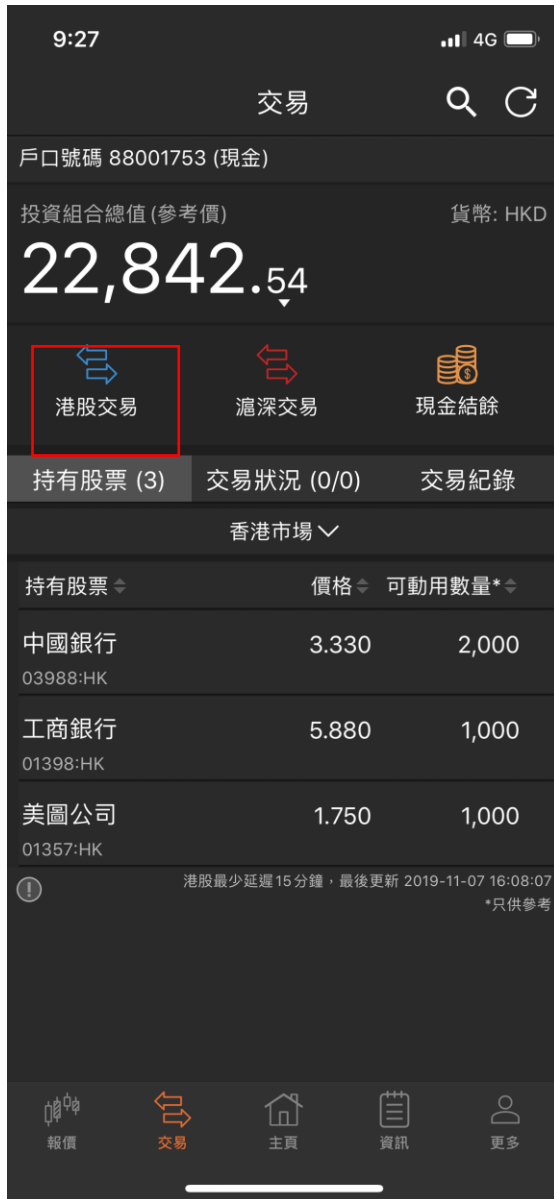 9:27 4G
交易
戶口號碼 88001753 (現金)
投資組合總值 (參考價) 貨幣: HKD
22,842.54
港股交易 滬深交易 現金結餘
持有股票 (3) 交易狀況 (0/0) 交易紀錄
香港市場
持有股票 價格 可動用數量*
中國銀行 3.330 2,000
03988:HK
工商銀行 5.880 1,000
01398:HK
美圖公司 1.750 1,000
01357:HK
港股最少延遲15分鐘，最後更新 2019-11-07 16:08:07
*只供參考
報價 交易 主頁 資訊 更多